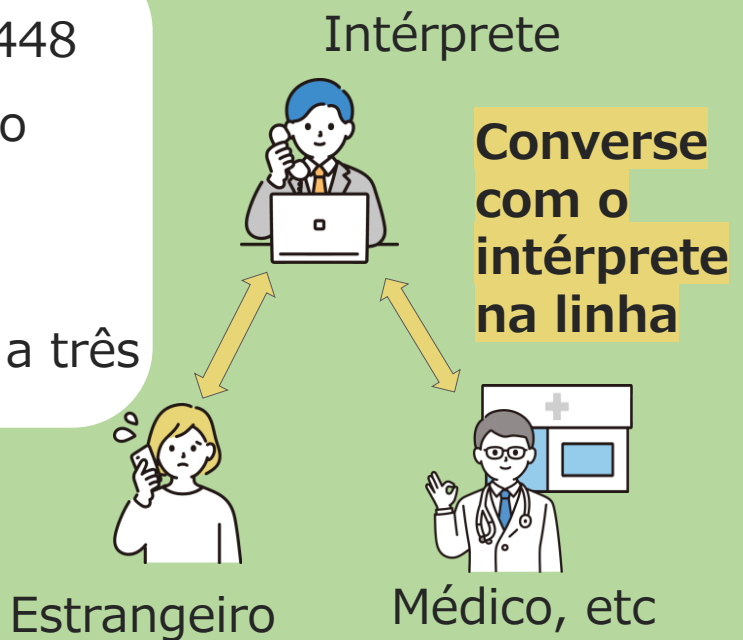 448
o
a três
Intérprete
Converse
com o
intérprete
na linha
Estrangeiro
Médico, etc